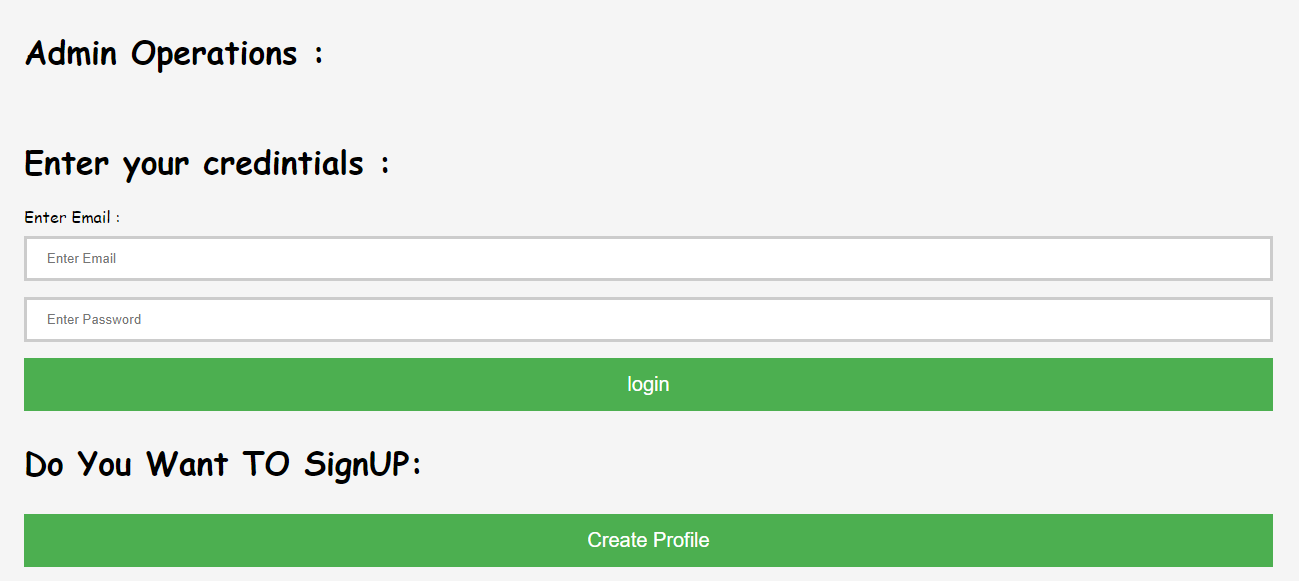 Admin Operations :
Enter your credintials :
Enter Email :
Enter Email
Enter Password
login
Do You Want TO SignUP:
Create Profile